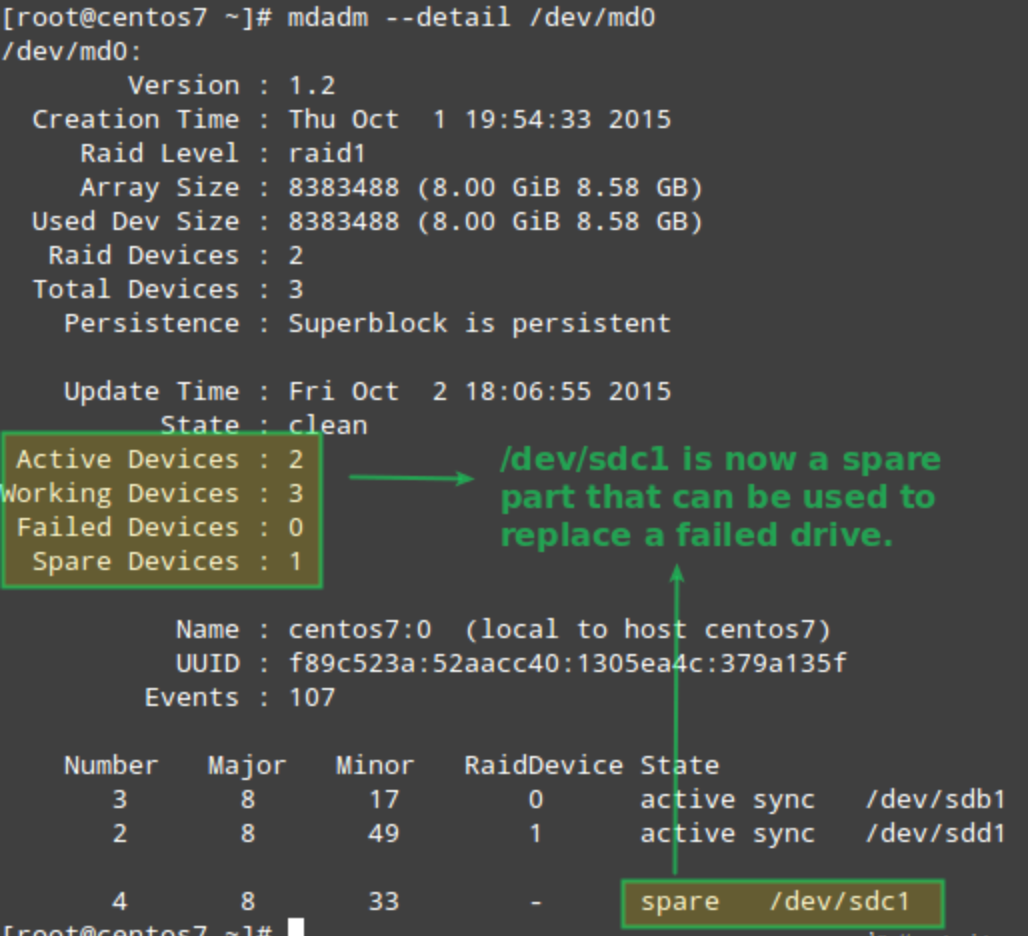 [root@centos7 ~]# mdadm --detail /dev/md0
/dev/md0:
Version : 1.2
Creation Time : Thu Oct  1 19:54:33 2015
Raid Level : raid1
Array Size : 8383488 (8.00 GiB 8.58 GB)
Used Dev Size : 8383488 (8.00 GiB 8.58 GB)
Raid Devices : 2
Total Devices : 3
Persistence : Superblock is persistent
Update Time : Fri Oct  2 18:06:55 2015
State : clean
Active Devices : 2
Working Devices : 3
Failed Devices : 0
Spare Devices : 1
/dev/sdc1 is now a spare
part that can be used to
replace a failed drive.
Name : centos7:0  (local to host centos7)
UUID : f89c523a:52aacc40:1305ea4c:379a135f
Events : 107
Number   Major   Minor   RaidDevice State
3       8       17        0      active sync   /dev/sdb1
2       8       49        1      active sync   /dev/sdd1
4       8       33        -      spare   /dev/sdc1
[root@centos7 ~]#